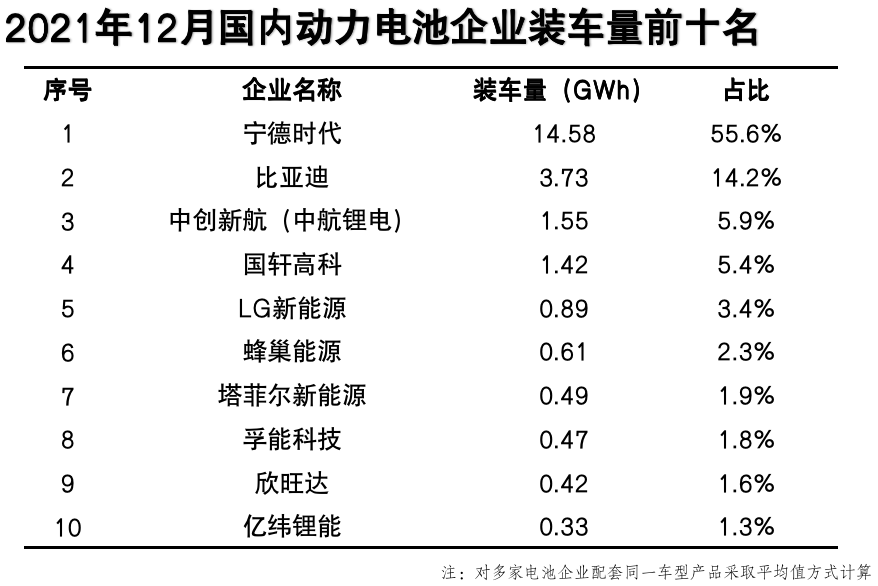 2021年12月国内动力电池企业装车量前十名
序号 企业名称 装车量（GWh） 占比
1 宁德时代 14.58 55.6%
2 比亚迪 3.73 14.2%
3 中创新航（中航锂电） 1.55 5.9%
4 国轩高科 1.42 5.4%
5 LG新能源 0.89 3.4%
6 蜂巢能源 0.61 2.3%
7 塔菲尔新能源 0.49 1.9%
8 孚能科技 0.47 1.8%
9 欣旺达 0.42 1.6%
10 亿纬锂能 0.33 1.3%
注：对多家电池企业配套同一车型产品采取平均值方式计算